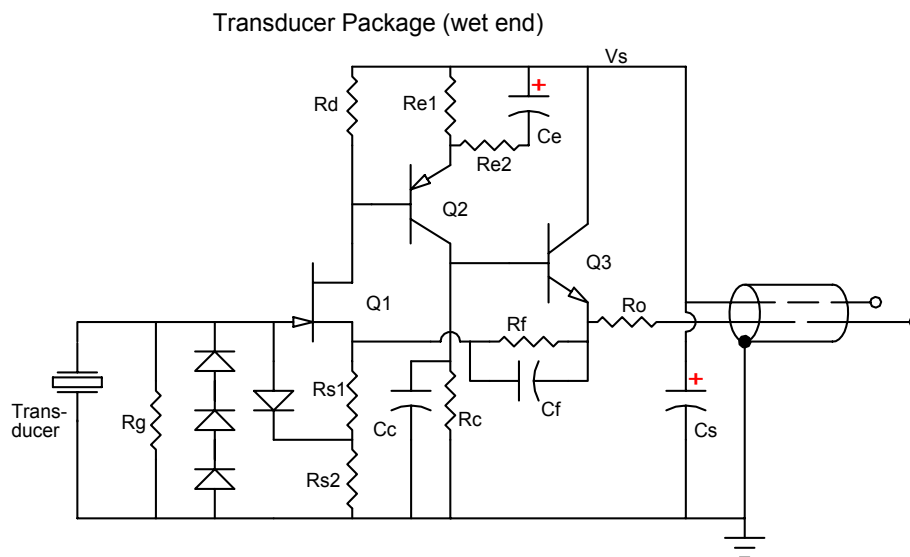 Transducer Package (wet end)
Vs
+
Rd
Re1
Ce
Re2
Q2
Q3
Q1
Ro
Rf
+
Rs1
Cf
Trans-
ducer
Rg
Cc
Rc
Cs
Rs2